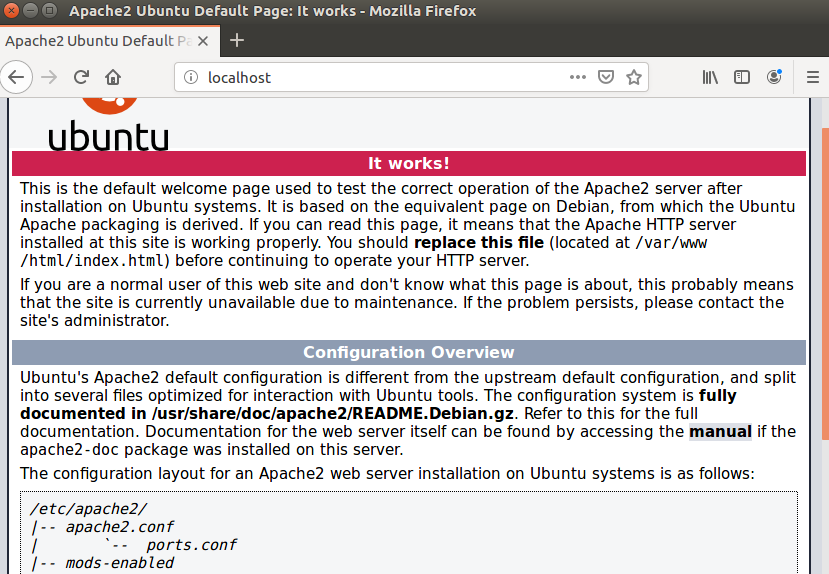 Apache2 Ubuntu Default Page: It works - Mozilla Firefox
Apache2 Ubuntu Default Pa
localhost
ubuntu
It works!
This is the default welcome page used to test the correct operation of the Apache2 server after
installation on Ubuntu systems. It is based on the equivalent page on Debian, from which the Ubuntu
Apache packaging is derived. If you can read this page, it means that the Apache HTTP server
installed at this site is working properly. You should replace this file (located at /var/www
/html/index.html) before continuing to operate your HTTP server.
If you are a normal user of this web site and don't know what this page is about, this probably means
that the site is currently unavailable due to maintenance. If the problem persists, please contact the
site's administrator.
Configuration Overview
Ubuntu's Apache2 default configuration is different from the upstream default configuration, and split
into several files optimized for interaction with Ubuntu tools. The configuration system is fully
documented in /usr/share/doc/apache2/README.Debian.gz. Refer to this for the full
documentation. Documentation for the web server itself can be found by accessing the manual if the
apache2-doc package was installed on this server.
The configuration layout for an Apache2 web server installation on Ubuntu systems is as follows:
/etc/apache2/
|-- apache2.conf
|       `--  ports.conf
|-- mods-enabled